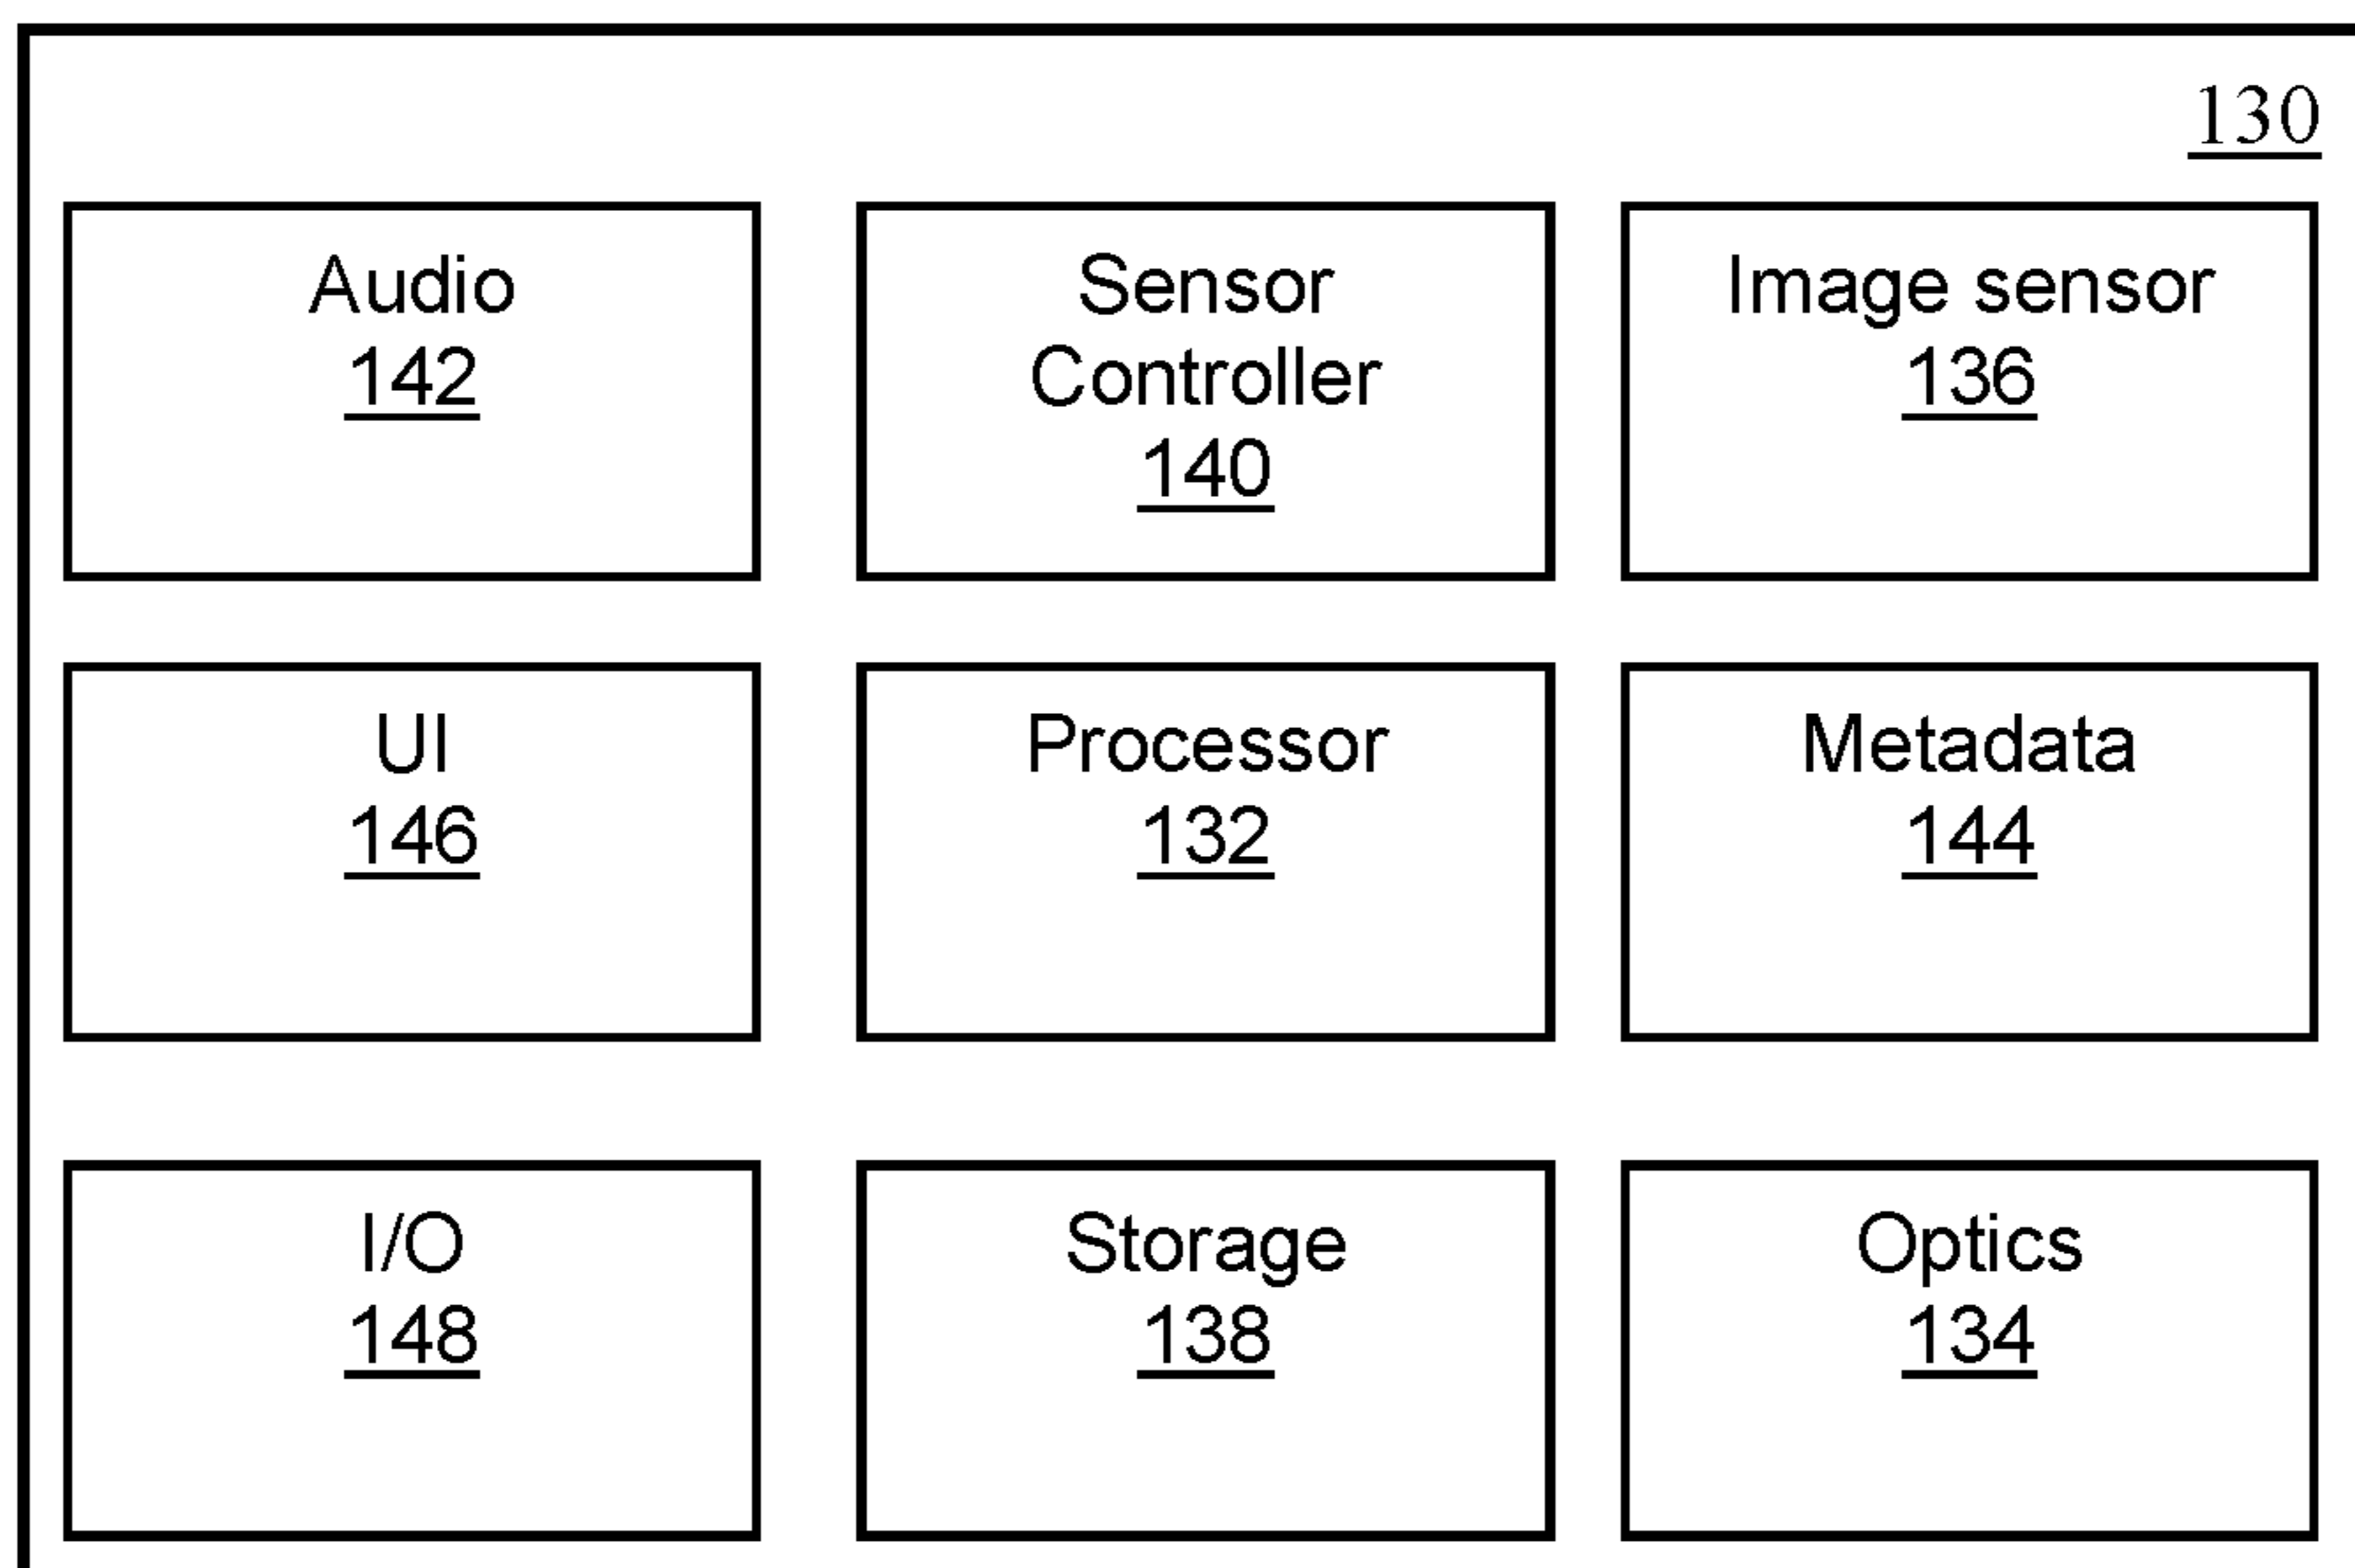 130
Audio
142
Sensor
Controller
140
Image sensor
136
UI
146
Processor
132
Metadata
144
I/O
148
Storage
138
Optics
134